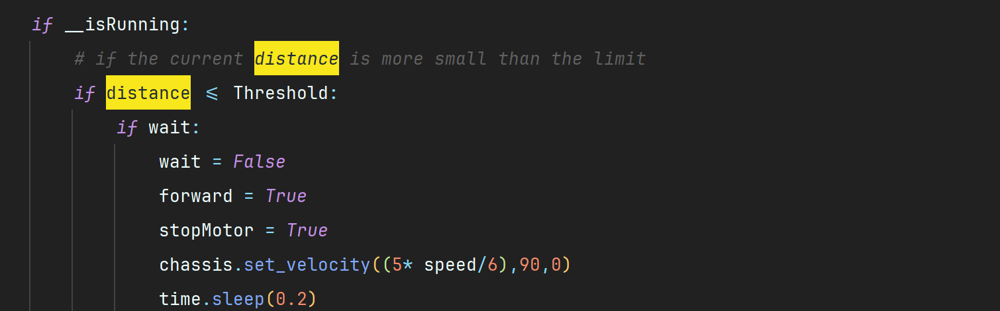 if __isRunning:
# if the current distance is more small than the limit
if distance <= Threshold:
if wait:
wait = False
forward = True
stopMotor = True
chassis.set_velocity((5* speed/6),90,0)
time.sleep(0.2)